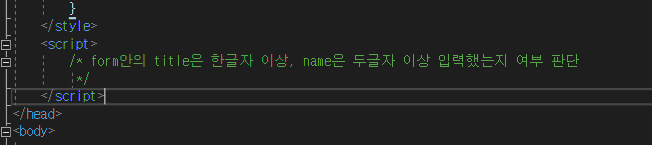 }
</style>
<script>
/* form안의 title은 한글자 이상, name은 두글자 이상 입력했는지 여부 판단
*/
</script>
</head>
<body>